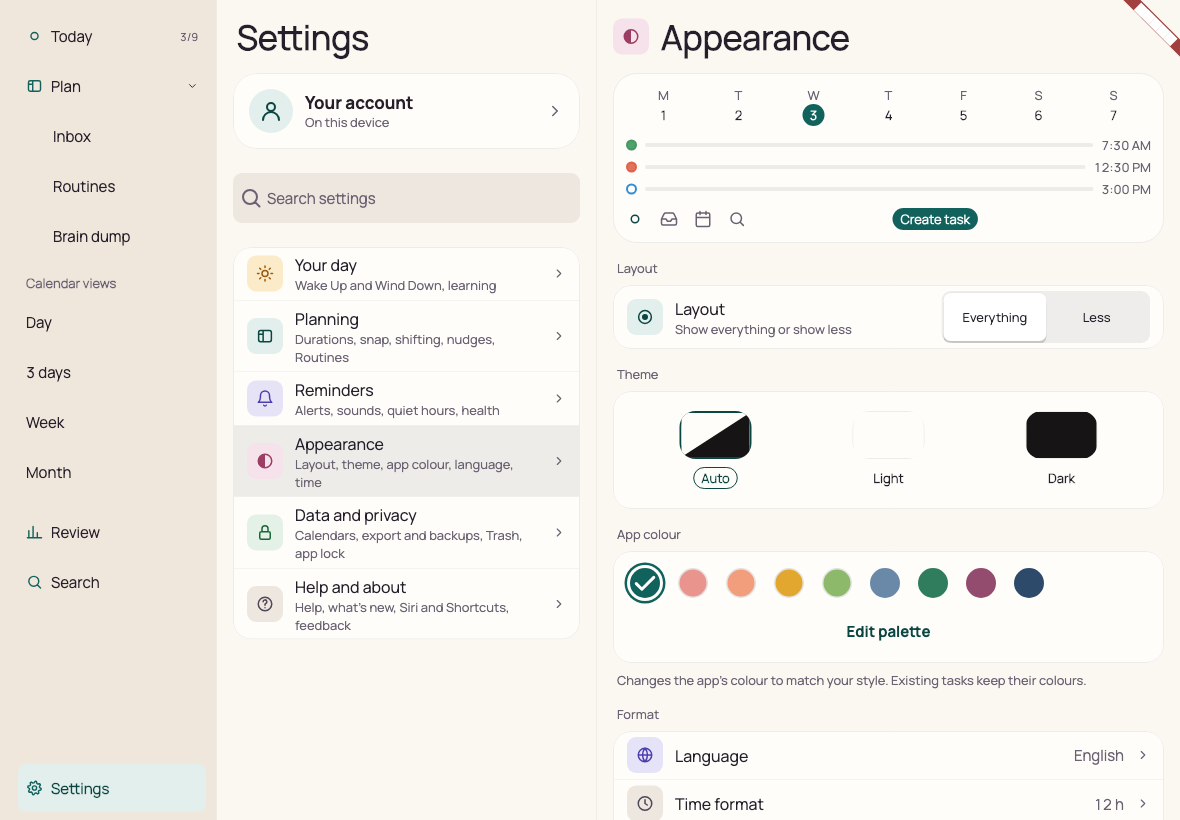 Today
3/9
Plan
Inbox
Routines
Brain dump
Calendar views
Day
3 days
Week
Month
Review
Search
Settings
Settings
Your account
On this device
Search settings
Your day
Wake Up and Wind Down, learning
Planning
Durations, snap, shifting, nudges,
Routines
Reminders
Alerts, sounds, quiet hours, health
Appearance
Layout, theme, app colour, language,
time
Data and privacy
Calendars, export and backups, Trash,
app lock
Help and about
Help, what's new, Siri and Shortcuts,
feedback
Appearance
M T W T F S S
1 2 3 4 5 6 7
7:30 AM
12:30 PM
3:00 PM
Create task
Layout
Layout
Show everything or show less
Everything
Less
Theme
Auto
Light
Dark
App colour
Edit palette
Changes the app's colour to match your style. Existing tasks keep their colours.
Format
Language
English
Time format
12 h